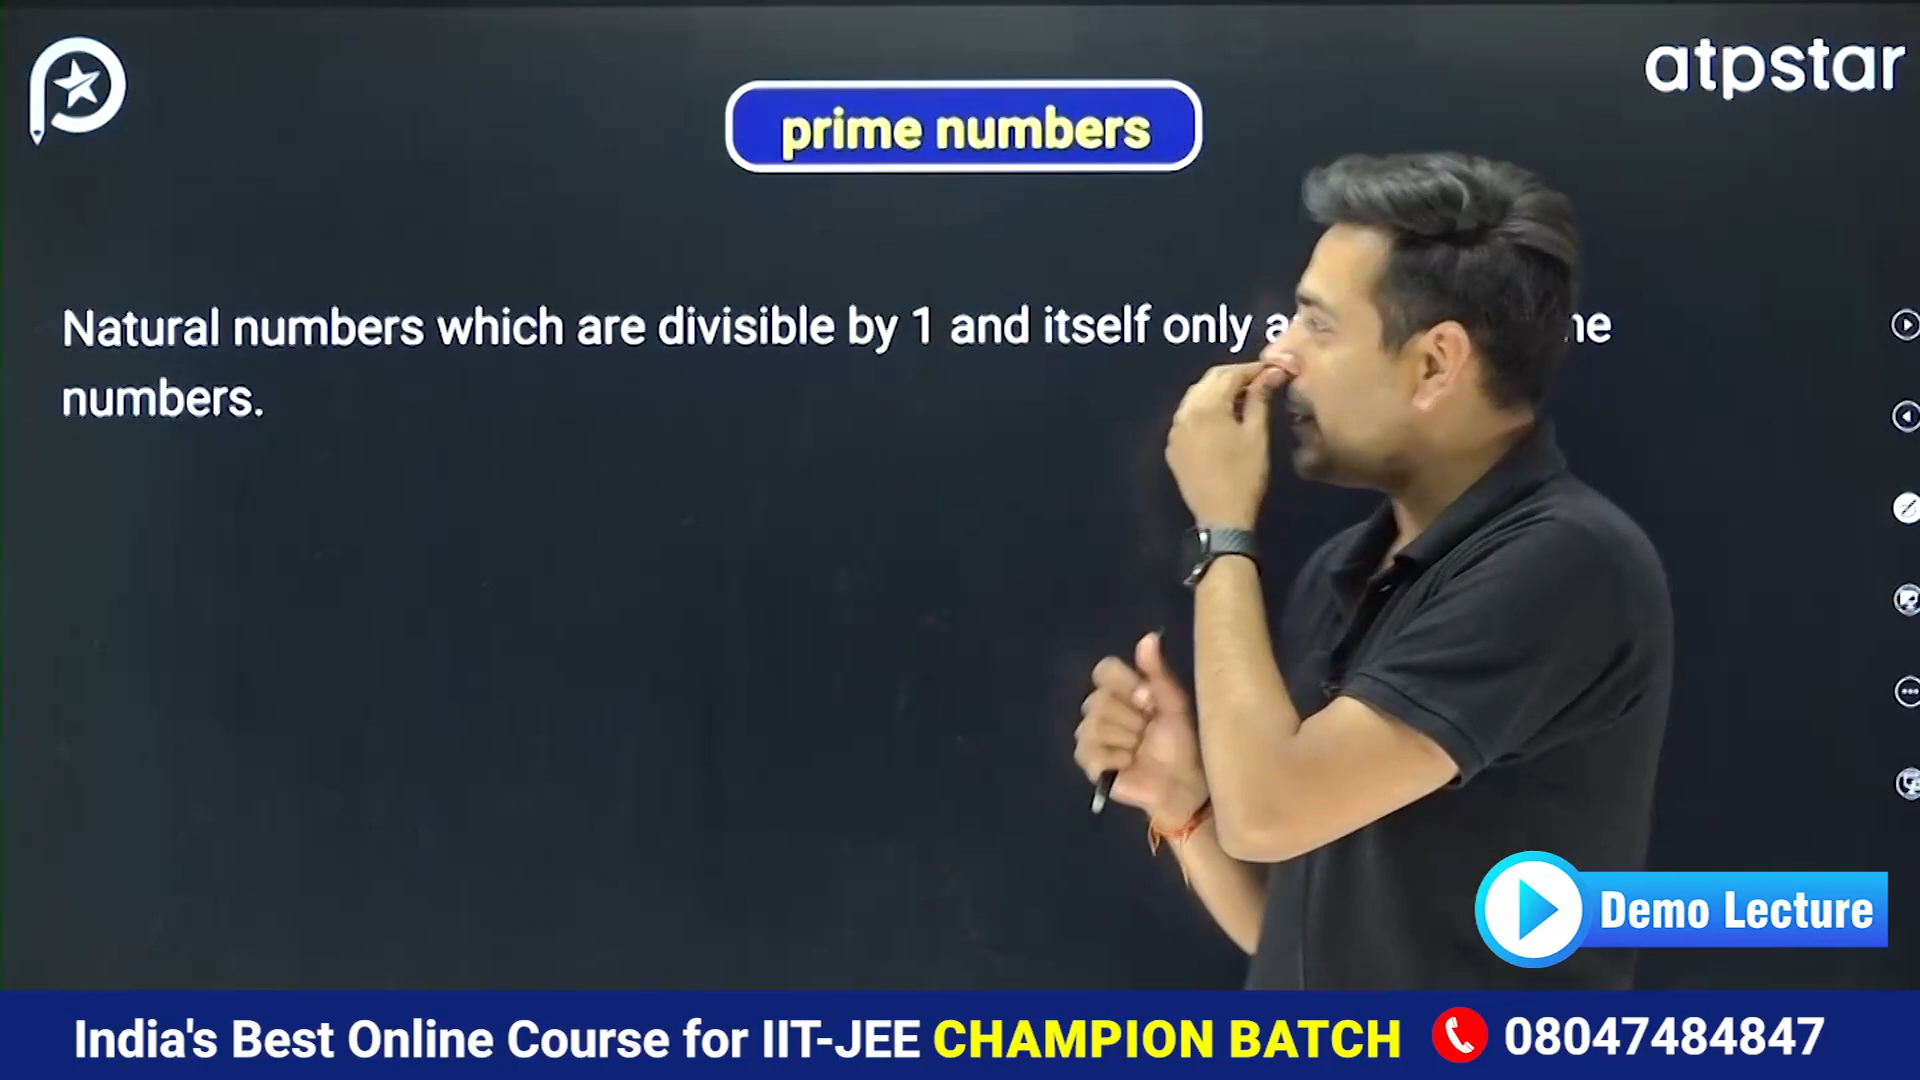 atpstar
prime numbers
Natural numbers which are divisible by 1 and itself only
numbers.
Demo Lecture
India's Best Online Course for IIT-JEE CHAMPION BATCH 08047484847